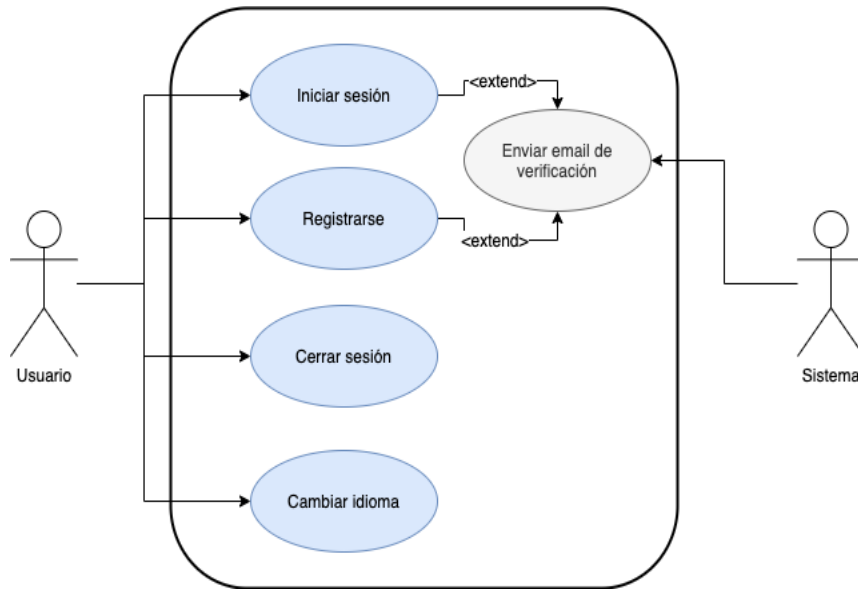 Iniciar sesión
<extend>
Enviar email de
verificación
Registrarse
<extend>
Usuario
Sistema
Cerrar sesión
Cambiar idioma